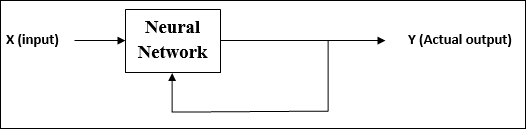 X (input)
Neural
Network
Y (Actual output)